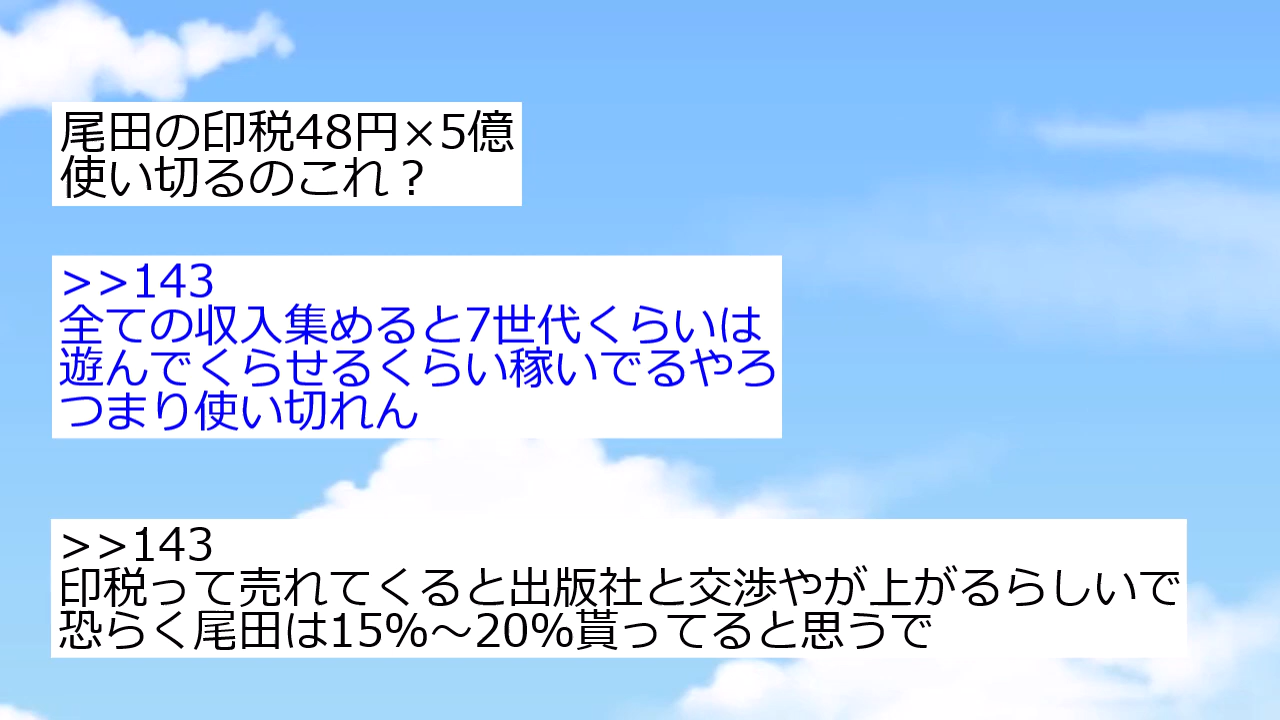 尾田の印税48円×5億
使い切るのこれ？
>>143
全ての収入集めると7世代くらいは
遊んでくらせるくらい稼いでるやろ
つまり使い切れん
>>143
印税って売れてくると出版社と交渉やが上がるらしいで
恐らく尾田は15%～20%貰ってると思うで